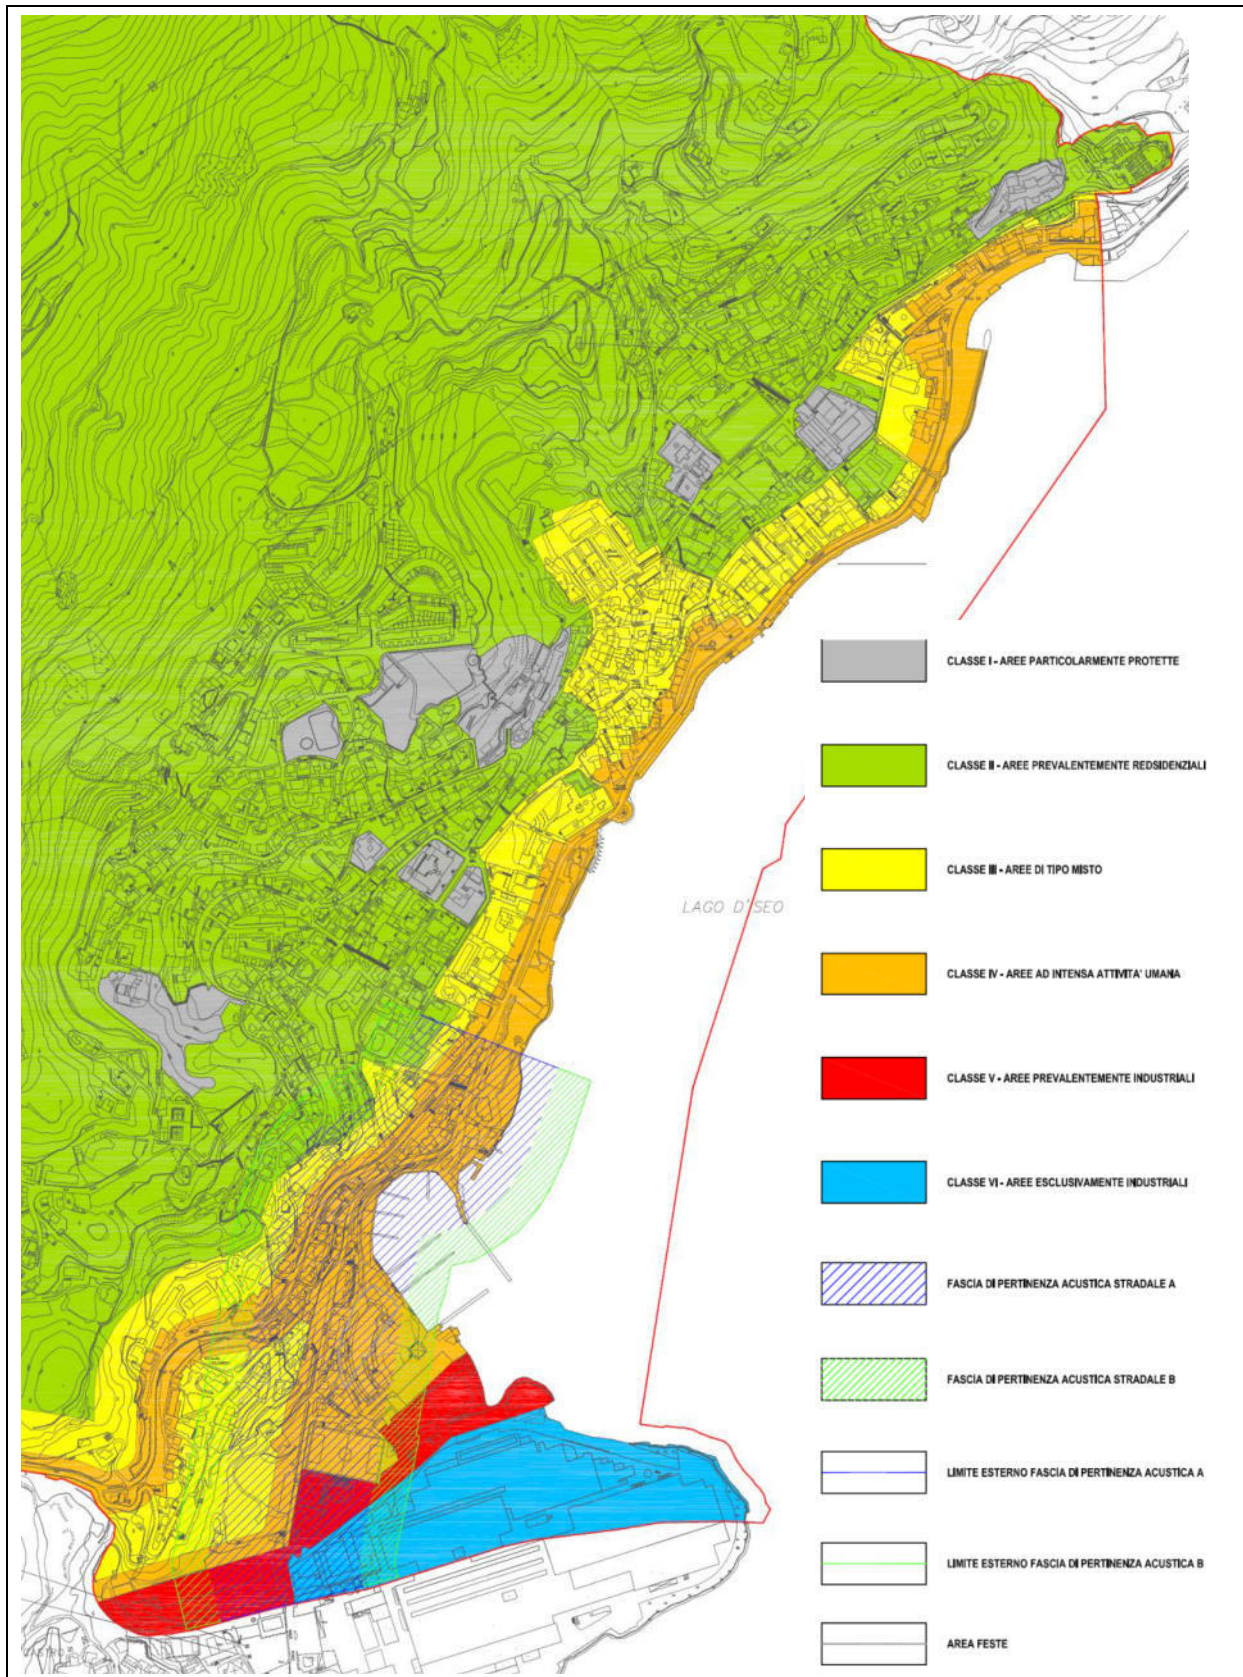 CLASSE I - AREE PARTICOLARMENTE PROTETTE
CLASSE II - AREE PREVALENTEMENTE REDSIDENZIALI
CLASSE III - AREE DI TIPO MISTO
LAGO D'SEO
CLASSE IV - AREE AD INTENSA ATTIVITA' UMANA
CLASSE V - AREE PREVALENTEMENTE INDUSTRIALI
CLASSE VI - AREE ESCLUSIVAMENTE INDUSTRIALI
FASCIA DI PERTINENZA ACUSTICA STRADALE A
FASCIA DI PERTINENZA ACUSTICA STRADALE B
LIMITE ESTERNO FASCIA DI PERTINENZA ACUSTICA A
LIMITE ESTERNO FASCIA DI PERTINENZA ACUSTICA B
AREA FESTE